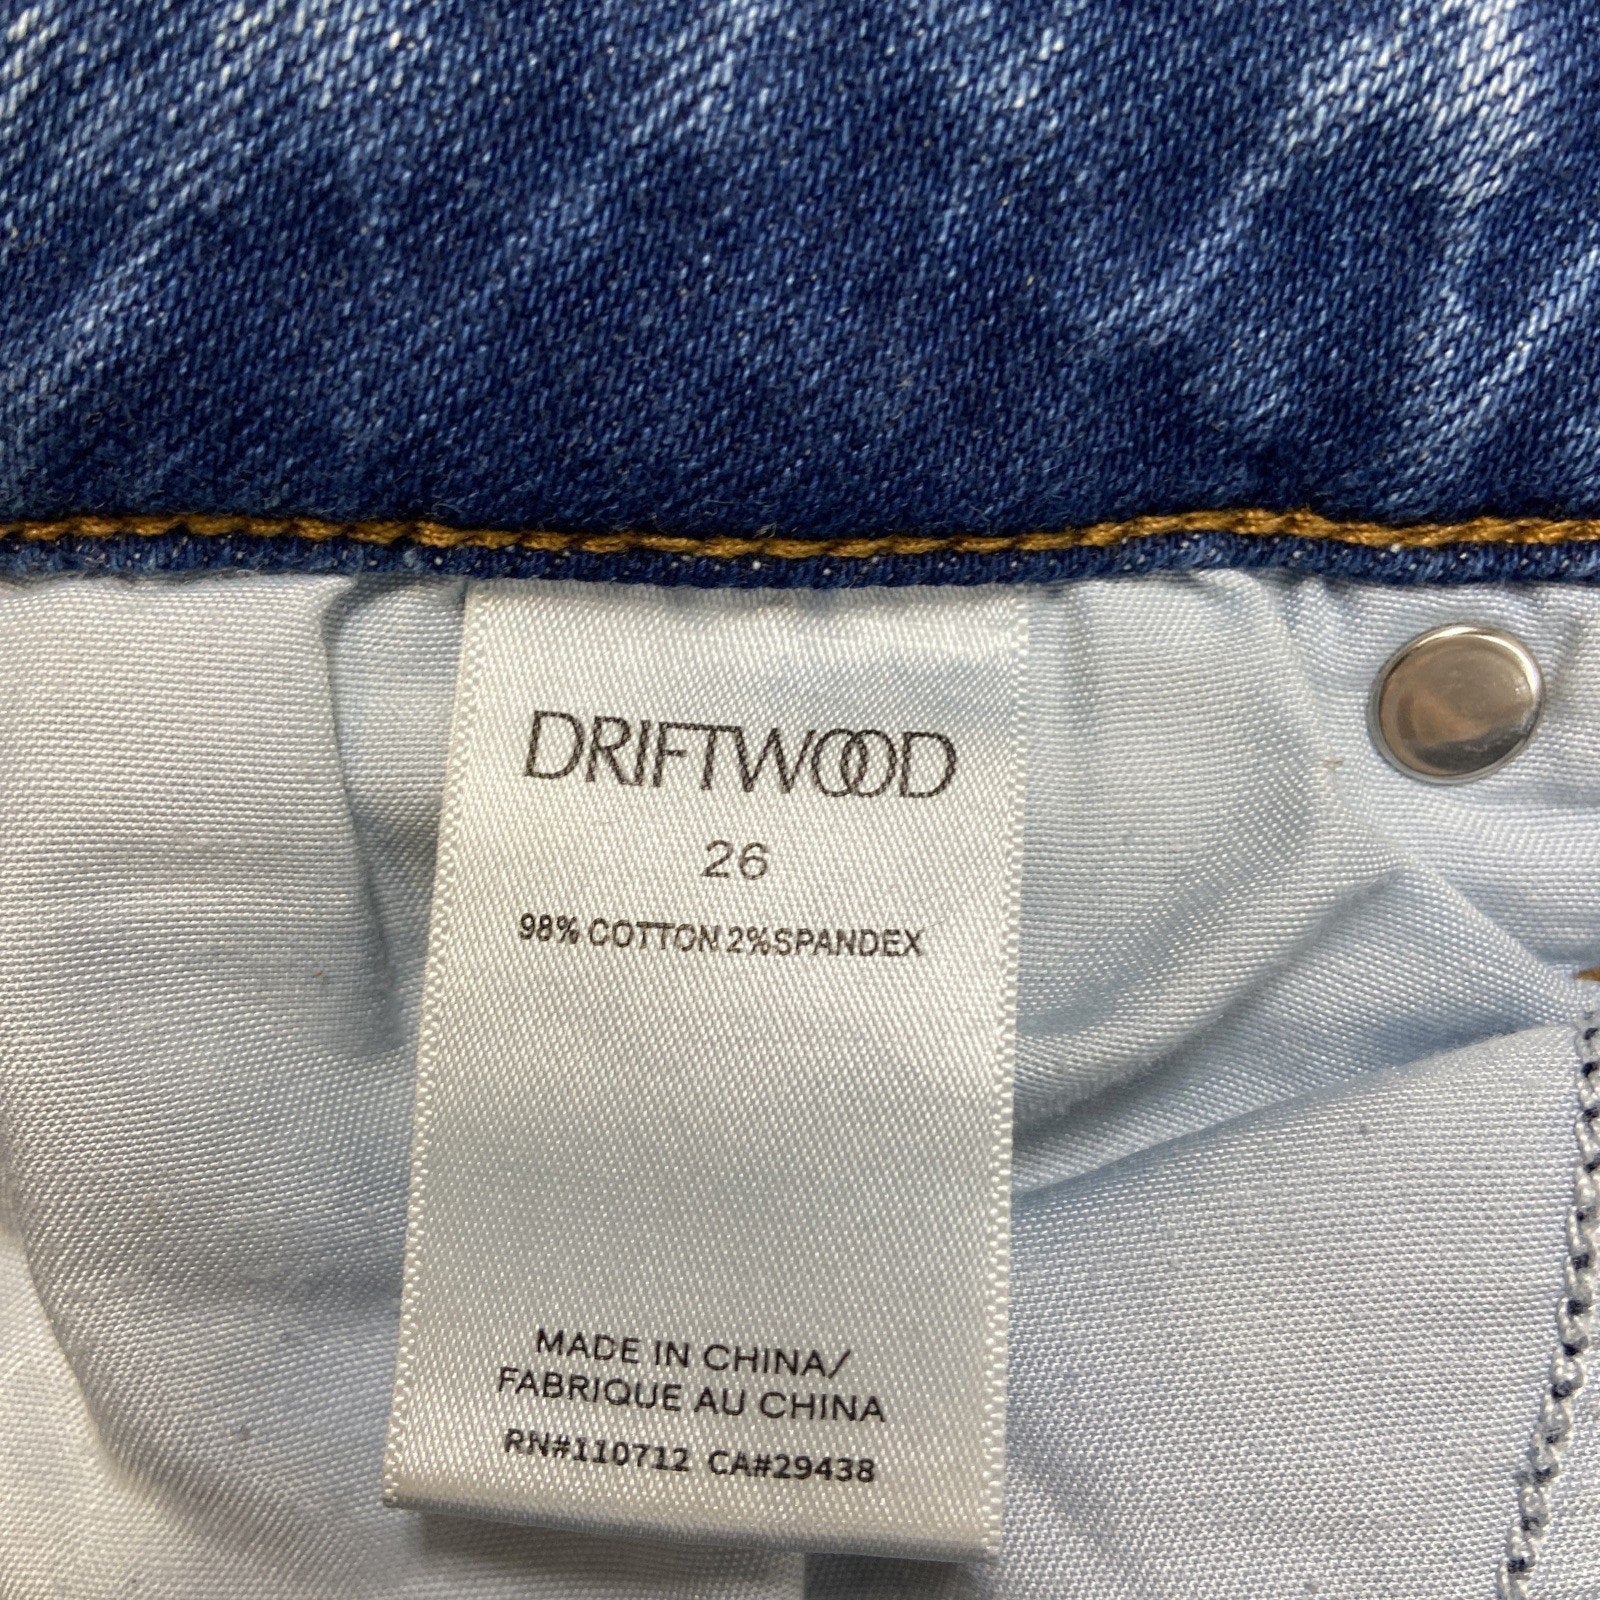 DRIFTWOOD
26
98% COTTON 2%SPANDEX
MADE IN CHINA/
FABRIQUE AU CHINA
RN#110712 CA#29438